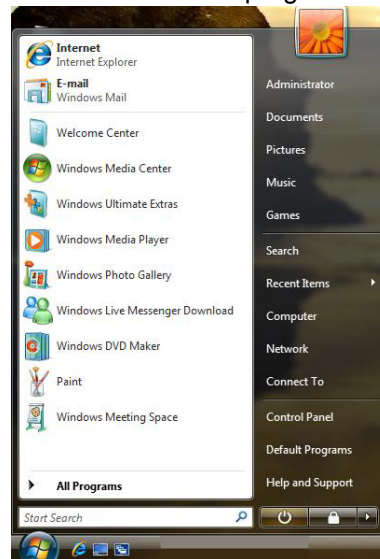 Internet
Internet Explorer
E-mail
Windows Mail
Welcome Center
Windows Media Center
Windows Ultimate Extras
Windows Media Player
Windows Photo Gallery
Windows Live Messenger Download
Windows DVD Maker
Paint
Windows Meeting Space
All Programs
Start Search
Administrator
Documents
Pictures
Music
Games
Search
Recent Items
Computer
Network
Connect To
Control Panel
Default Programs
Help and Support